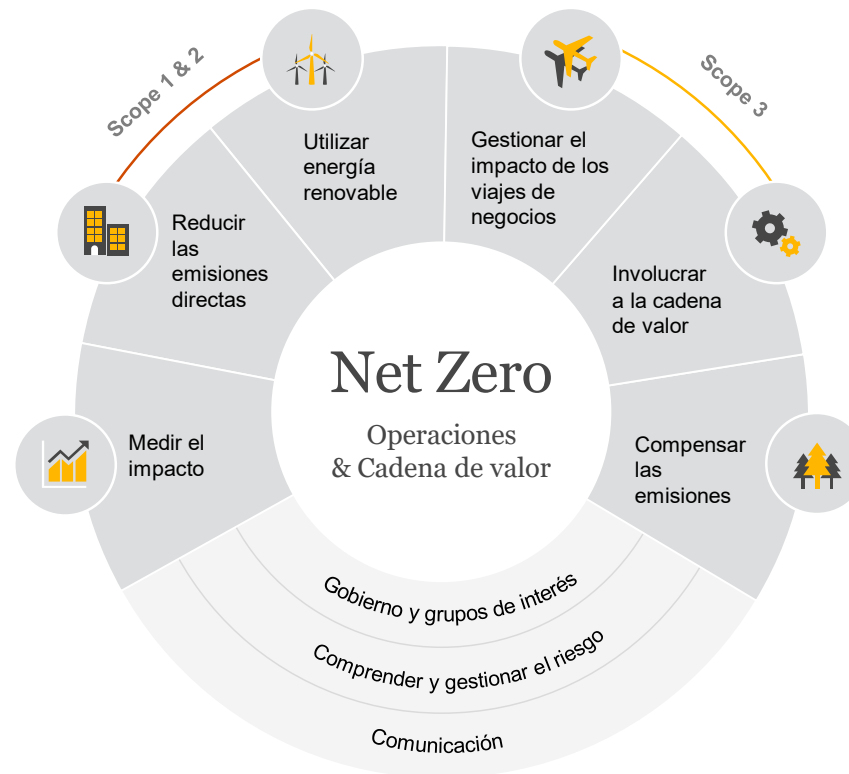 Scope 1 & 2
Scope 3
Utilizar
energía
renovable
Gestionar el
impacto de los
viajes de
negocios
Reducir
las
emisiones
directas
Involucrar
a la cadena
de valor
Net Zero
Operaciones
& Cadena de valor
Medir el
impacto
Compensar
las
emisiones
Gobierno y grupos de interés
Comprender y gestionar el riesgo
Comunicación